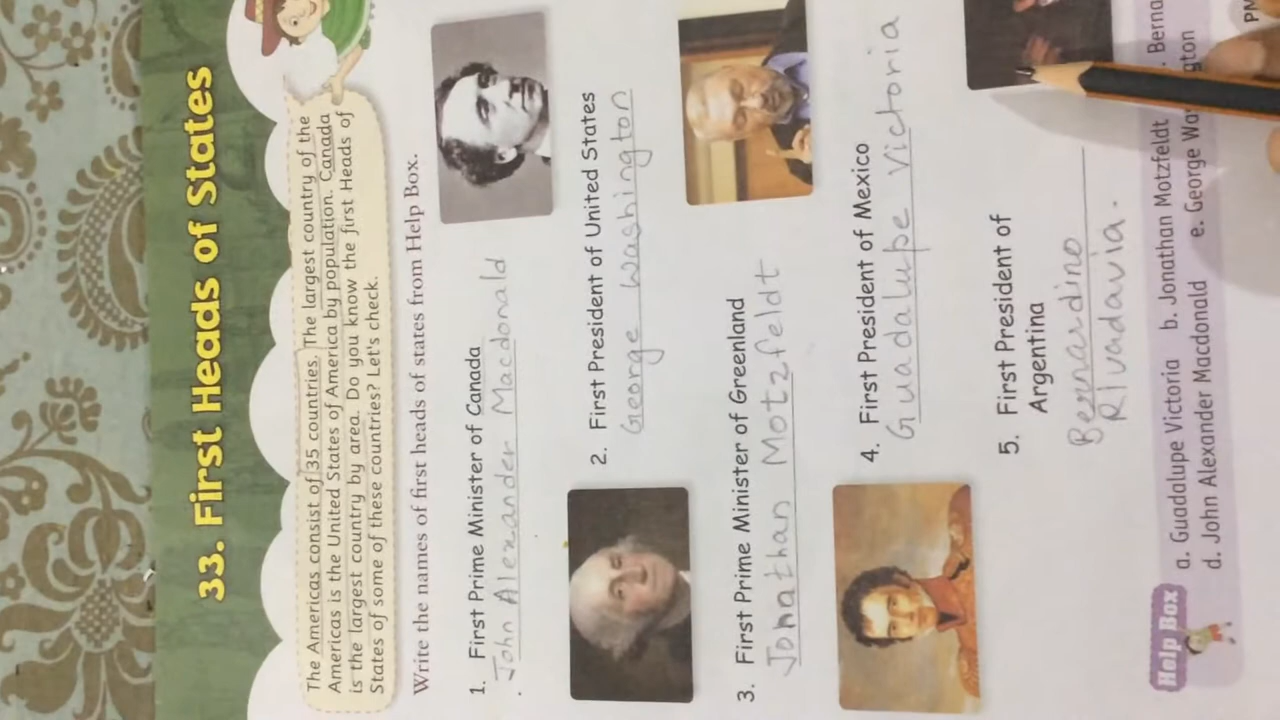 33. First Heads of States
The Americas consist of 35 countries. The largest country of the
Americas is the United States of America by population. Canada
is the largest country by area. Do you know the first Heads of
States of some of these countries? Let's check.
Write the names of first heads of states from Help Box.
1. First Prime Minister of Canada
John Alexander Macdonald
2. First President of United States
George Washington
3. First Prime Minister of Greenland
Jonathan Motzfeldt
4. First President of Mexico
Guadalupe Victoria
5. First President of
Argentina
Bernardino
RIvadavia.
Help Box
a. Guadalupe Victoria b. Jonathan Motzfeldt
d. John Alexander Macdonald e. George